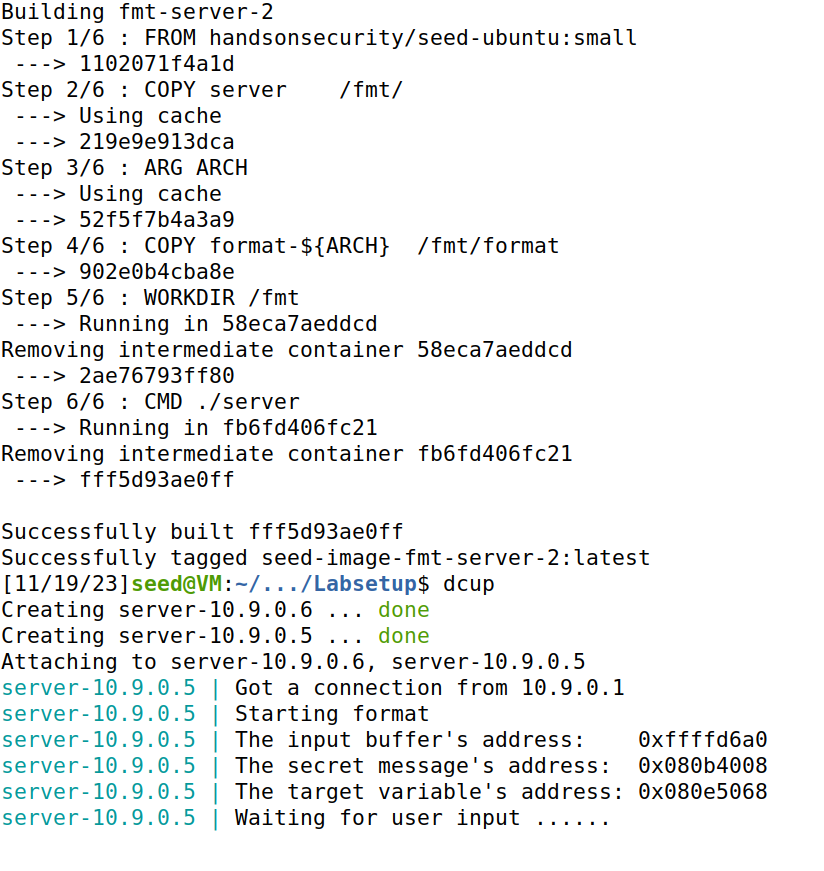 Building fmt-server-2
Step 1/6 : FROM handsonsecurity/seed-ubuntu:small
 ---> 1102071f4a1d
Step 2/6 : COPY server    /fmt/
 ---> Using cache
 ---> 219e9e913dca
Step 3/6 : ARG ARCH
 ---> Using cache
 ---> 52f5f7b4a3a9
Step 4/6 : COPY format-${ARCH}  /fmt/format
 ---> 902e0b4cba8e
Step 5/6 : WORKDIR /fmt
 ---> Running in 58eca7aeddcd
Removing intermediate container 58eca7aeddcd
 ---> 2ae76793ff80
Step 6/6 : CMD ./server
 ---> Running in fb6fd406fc21
Removing intermediate container fb6fd406fc21
 ---> fff5d93ae0ff

Successfully built fff5d93ae0ff
Successfully tagged seed-image-fmt-server-2:latest
[11/19/23]seed@VM:~/.../Labsetup$ dcup
Creating server-10.9.0.6 ... done
Creating server-10.9.0.5 ... done
Attaching to server-10.9.0.6, server-10.9.0.5
server-10.9.0.5 | Got a connection from 10.9.0.1
server-10.9.0.5 | Starting format
server-10.9.0.5 | The input buffer's address:    0xffffd6a0
server-10.9.0.5 | The secret message's address:  0x080b4008
server-10.9.0.5 | The target variable's address: 0x080e5068
server-10.9.0.5 | Waiting for user input ......